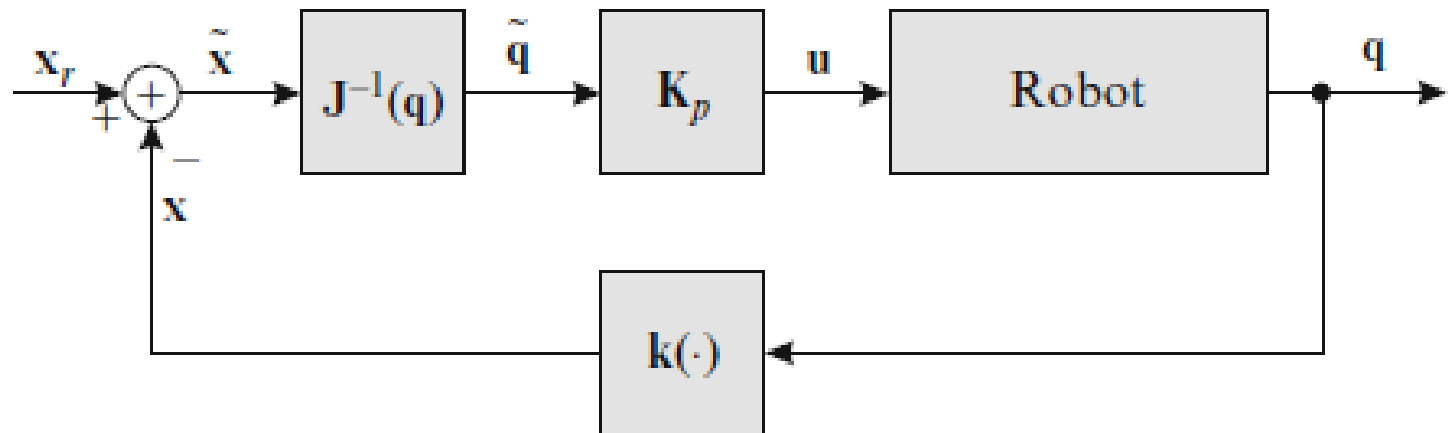 x_r + + x̃ J⁻¹(q) q̃ K_p u Robot q
− x
k(·)